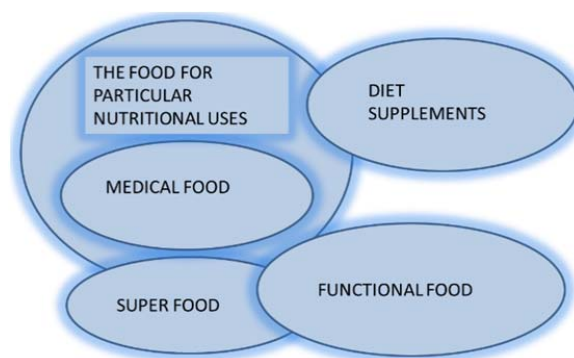 THE FOOD FOR
PARTICULAR
NUTRITIONAL USES
DIET
SUPPLEMENTS
MEDICAL FOOD
SUPER FOOD
FUNCTIONAL FOOD